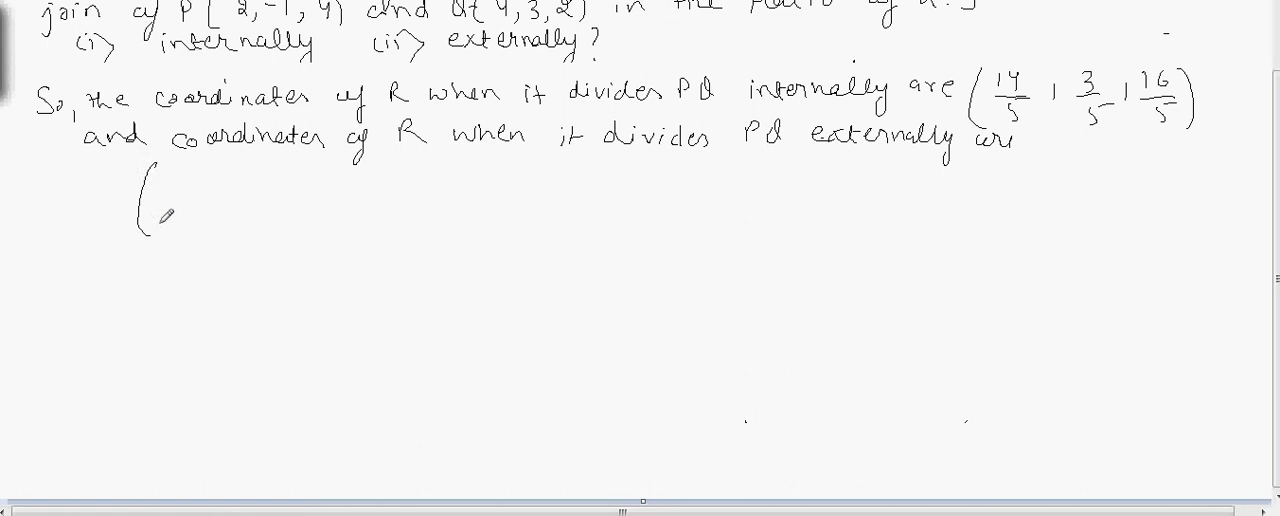 join of P( 2,-1, 4) and Q( 4, 3, 2) in the ratio of 2:3
(i) internally (ii) externally?
So, the coordinates of R when it divides PQ internally are (14/5, 3/5, 16/5)
and coordinates of R when it divides PQ externally are
(